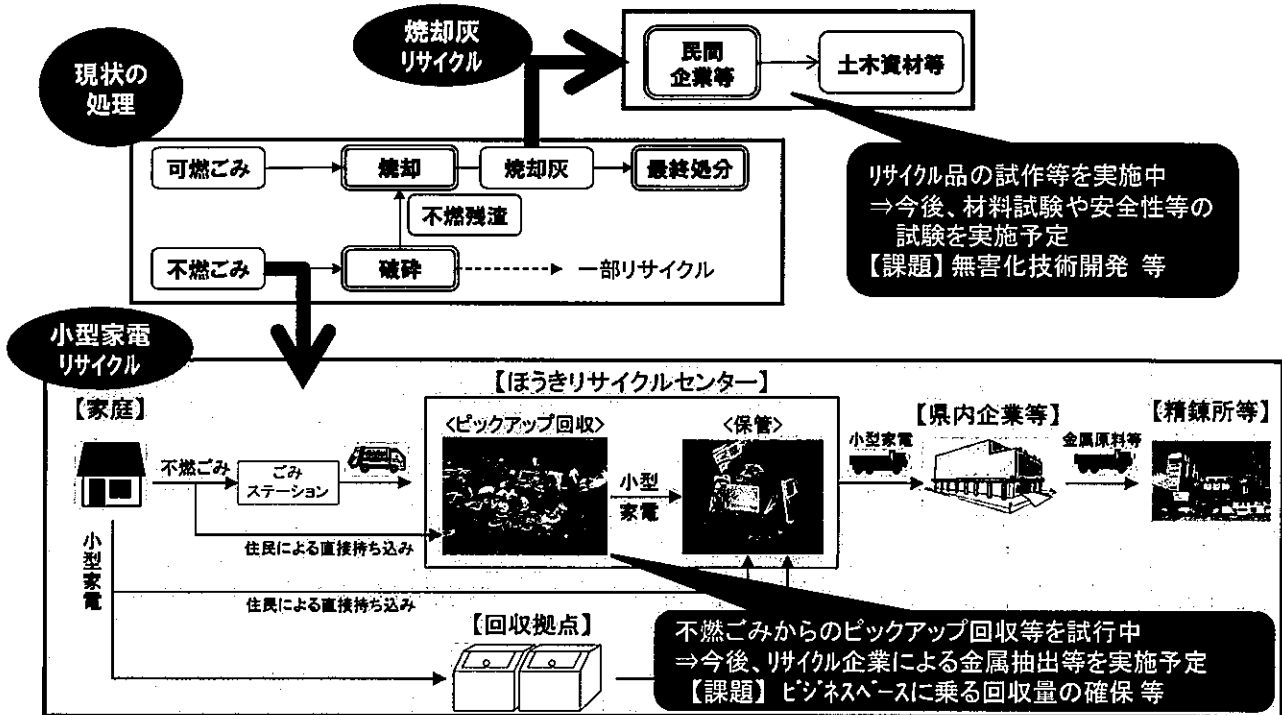 焼却灰
リサイクル
民間
企業等
土木資材等
現状の
処理
可燃ごみ
焼却
焼却灰
最終処分
不燃残渣
不燃ごみ
破砕
一部リサイクル
リサイクル品の試作等を実施中
⇒今後、材料試験や安全性等の
試験を実施予定
【課題】無害化技術開発 等
小型家電
リサイクル
【家庭】
【ほうきリサイクルセンター】
<ピックアップ回収>
<保管>
【県内企業等】
【精錬所等】
不燃ごみ
ごみ
ステーション
小型
家電
小型家電
金属原料等
住民による直接持ち込み
小型家電
住民による直接持ち込み
【回収拠点】
不燃ごみからのピックアップ回収等を試行中
⇒今後、リサイクル企業による金属抽出等を実施予定
【課題】 ビジネスベースに乗る回収量の確保 等